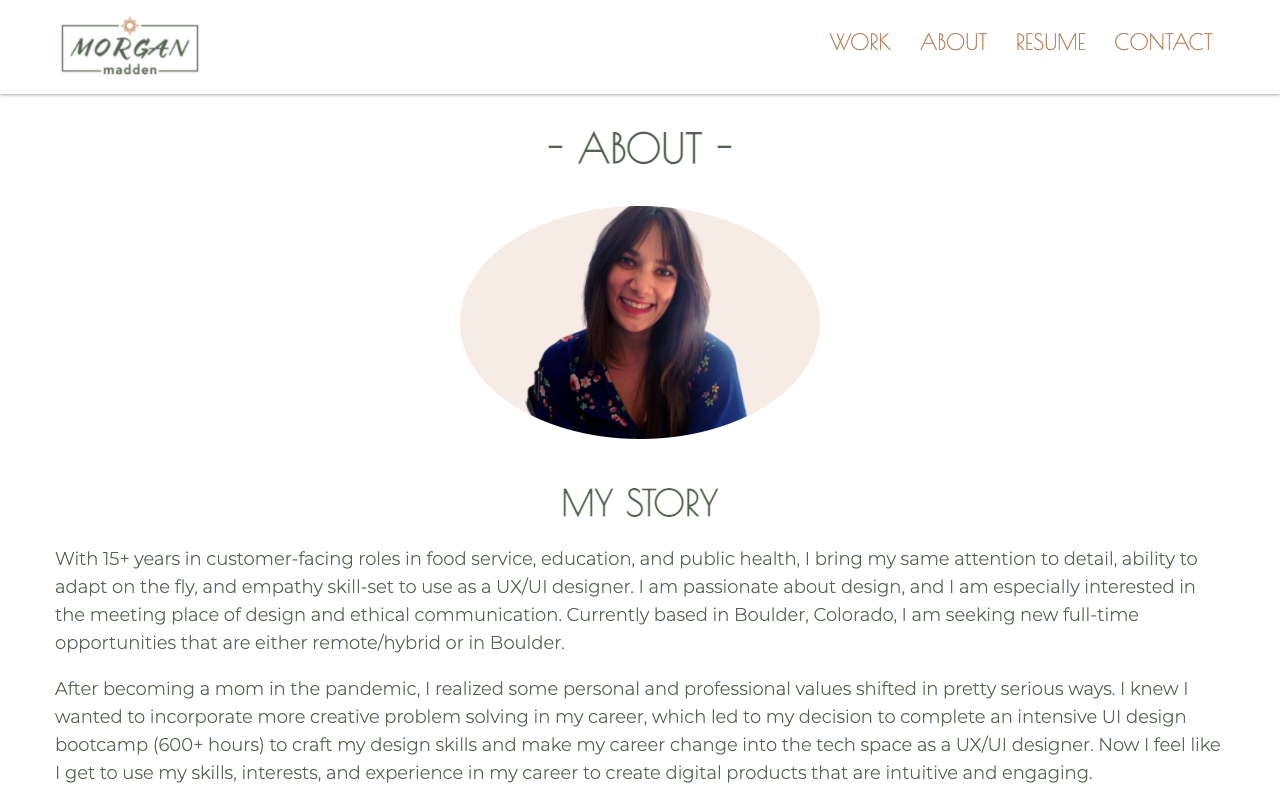 MORGAN
madden
WORK ABOUT RESUME CONTACT
- ABOUT -
MY STORY
With 15+ years in customer-facing roles in food service, education, and public health, I bring my same attention to detail, ability to
adapt on the fly, and empathy skill-set to use as a UX/UI designer. I am passionate about design, and I am especially interested in
the meeting place of design and ethical communication. Currently based in Boulder, Colorado, I am seeking new full-time
opportunities that are either remote/hybrid or in Boulder.
After becoming a mom in the pandemic, I realized some personal and professional values shifted in pretty serious ways. I knew I
wanted to incorporate more creative problem solving in my career, which led to my decision to complete an intensive UI design
bootcamp (600+ hours) to craft my design skills and make my career change into the tech space as a UX/UI designer. Now I feel like
I get to use my skills, interests, and experience in my career to create digital products that are intuitive and engaging.